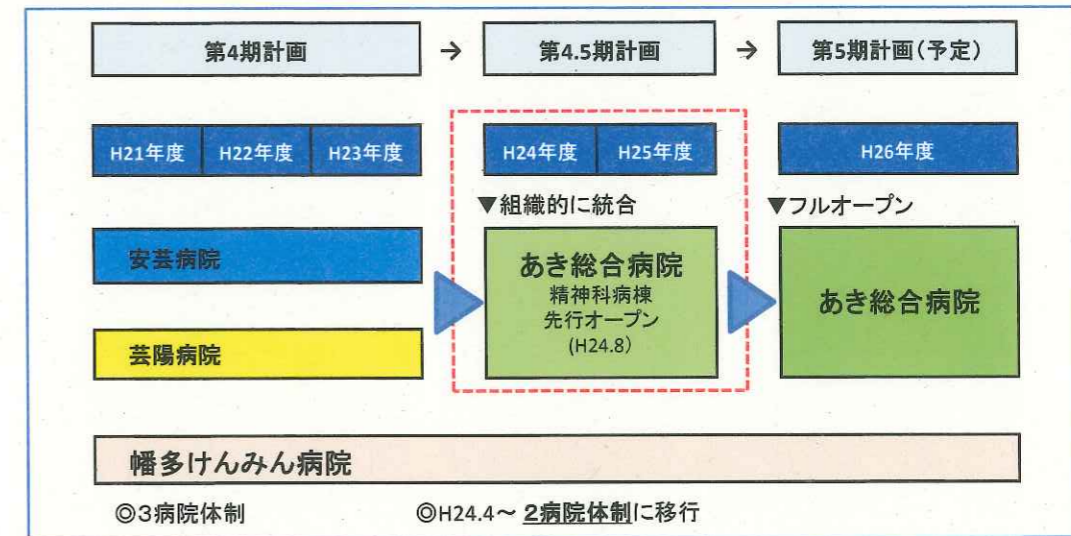 第4期計画 → 第4.5期計画 → 第5期計画(予定)
H21年度 H22年度 H23年度 H24年度 H25年度 H26年度
▼組織的に統合 ▼フルオープン
安芸病院
芸陽病院
あき総合病院
精神科病棟
先行オープン
(H24.8)
あき総合病院
幡多けんみん病院
◎3病院体制 ◎H24.4～ 2病院体制に移行